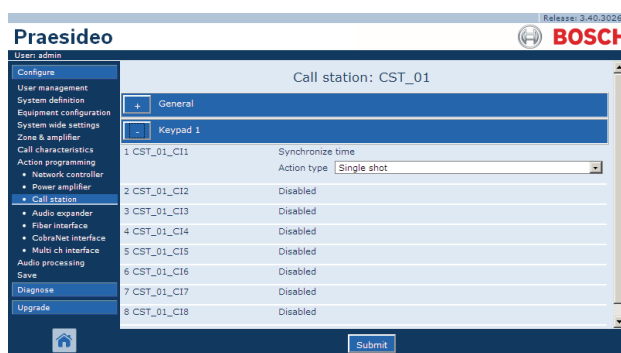 Release: 3.40.3026
Praesideo
BOSCH
User: admin
Configure
User management
System definition
Equipment configuration
System wide settings
Zone & amplifier
Call characteristics
Action programming
• Network controller
• Power amplifier
• Call station
• Audio expander
• Fiber interface
• CobraNet interface
• Multi ch interface
Audio processing
Save
Diagnose
Upgrade
Call station: CST_01
+ General
- Keypad 1
1 CST_01_CI1 Synchronize time
Action type Single shot
2 CST_01_CI2 Disabled
3 CST_01_CI3 Disabled
4 CST_01_CI4 Disabled
5 CST_01_CI5 Disabled
6 CST_01_CI6 Disabled
7 CST_01_CI7 Disabled
8 CST_01_CI8 Disabled
Submit